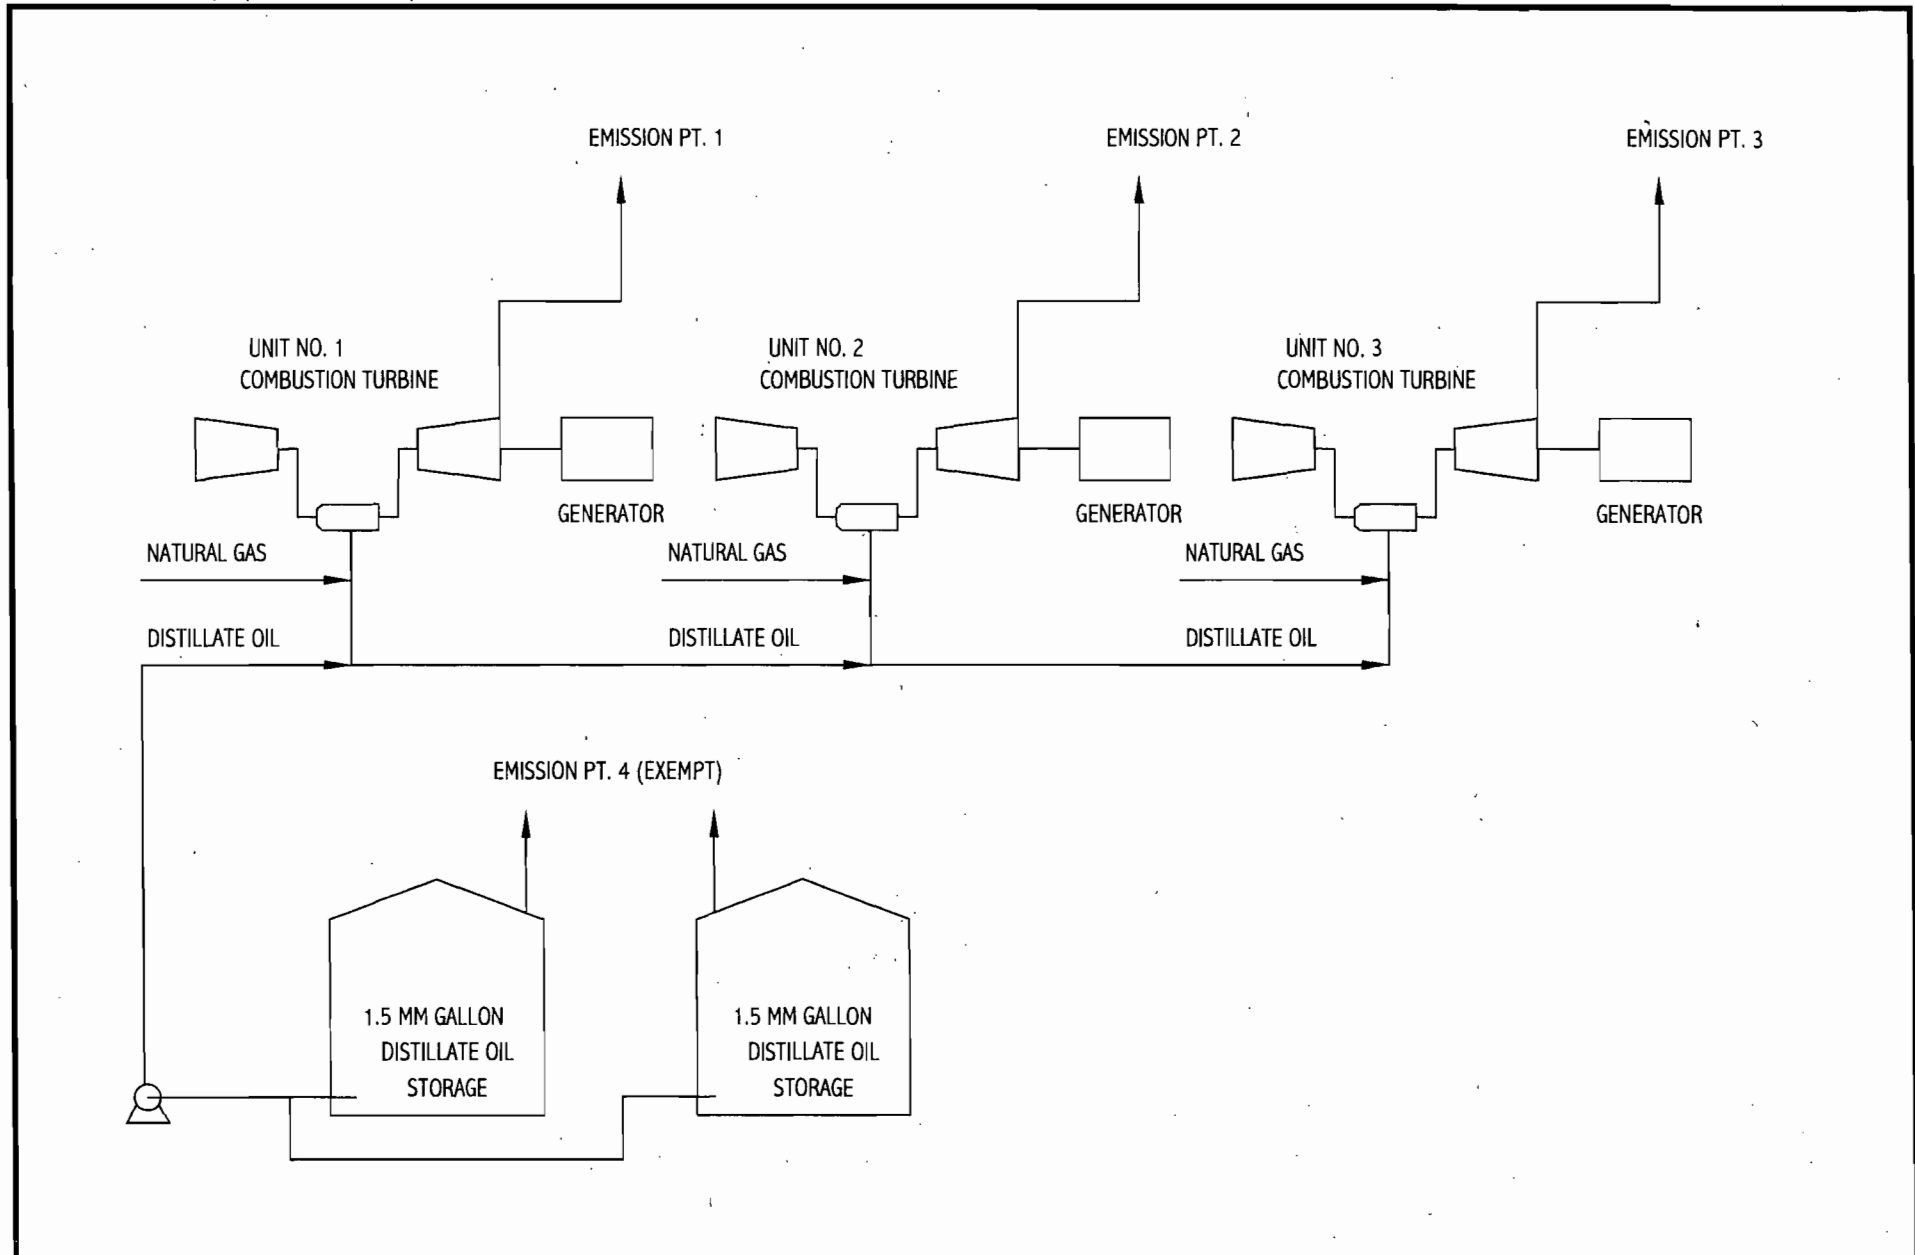 EMISSION PT. 1
EMISSION PT. 2
EMISSION PT. 3
UNIT NO. 1
COMBUSTION TURBINE
UNIT NO. 2
COMBUSTION TURBINE
UNIT NO. 3
COMBUSTION TURBINE
GENERATOR
GENERATOR
GENERATOR
NATURAL GAS
NATURAL GAS
NATURAL GAS
DISTILLATE OIL
DISTILLATE OIL
DISTILLATE OIL
EMISSION PT. 4 (EXEMPT)
1.5 MM GALLON
DISTILLATE OIL
STORAGE
1.5 MM GALLON
DISTILLATE OIL
STORAGE